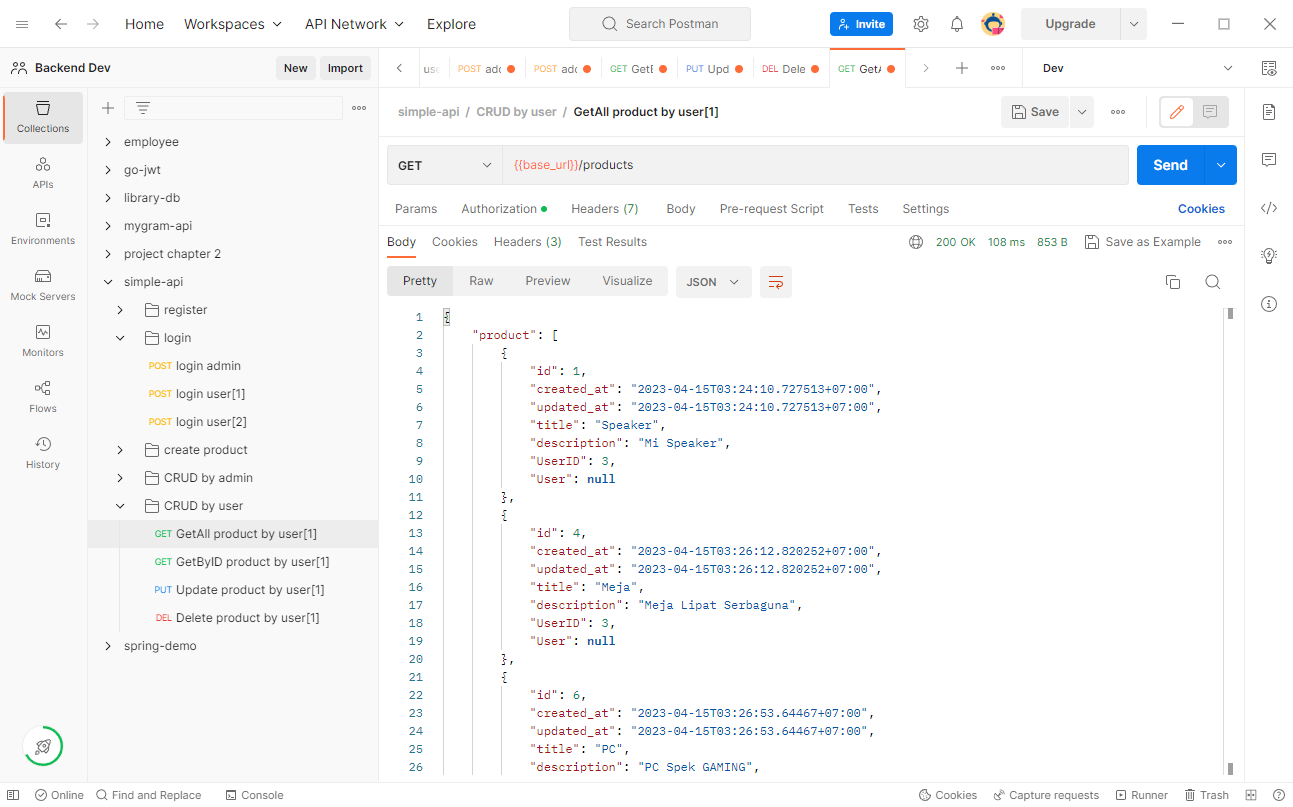 Home Workspaces API Network Explore Search Postman Invite Upgrade
Backend Dev New Import
use POST adc POST adc GET GetE PUT Upd DEL Dele GET GetA Dev
Collections
APIs
Environments
Mock Servers
Monitors
Flows
History
employee
go-jwt
library-db
mygram-api
project chapter 2
simple-api
register
login
POST login admin
POST login user[1]
POST login user[2]
create product
CRUD by admin
CRUD by user
GET GetAll product by user[1]
GET GetByID product by user[1]
PUT Update product by user[1]
DEL Delete product by user[1]
spring-demo
simple-api / CRUD by user / GetAll product by user[1] Save
GET {{base_url}}/products Send
Params Authorization Headers (7) Body Pre-request Script Tests Settings Cookies
Body Cookies Headers (3) Test Results 200 OK 108 ms 853 B Save as Example
Pretty Raw Preview Visualize JSON
1 {
2 "product": [
3 {
4 "id": 1,
5 "created_at": "2023-04-15T03:24:10.727513+07:00",
6 "updated_at": "2023-04-15T03:24:10.727513+07:00",
7 "title": "Speaker",
8 "description": "Mi Speaker",
9 "UserID": 3,
10 "User": null
11 },
12 {
13 "id": 4,
14 "created_at": "2023-04-15T03:26:12.820252+07:00",
15 "updated_at": "2023-04-15T03:26:12.820252+07:00",
16 "title": "Meja",
17 "description": "Meja Lipat Serbaguna",
18 "UserID": 3,
19 "User": null
20 },
21 {
22 "id": 6,
23 "created_at": "2023-04-15T03:26:53.64467+07:00",
24 "updated_at": "2023-04-15T03:26:53.64467+07:00",
25 "title": "PC",
26 "description": "PC Spek GAMING",
Online Find and Replace Console Cookies Capture requests Runner Trash